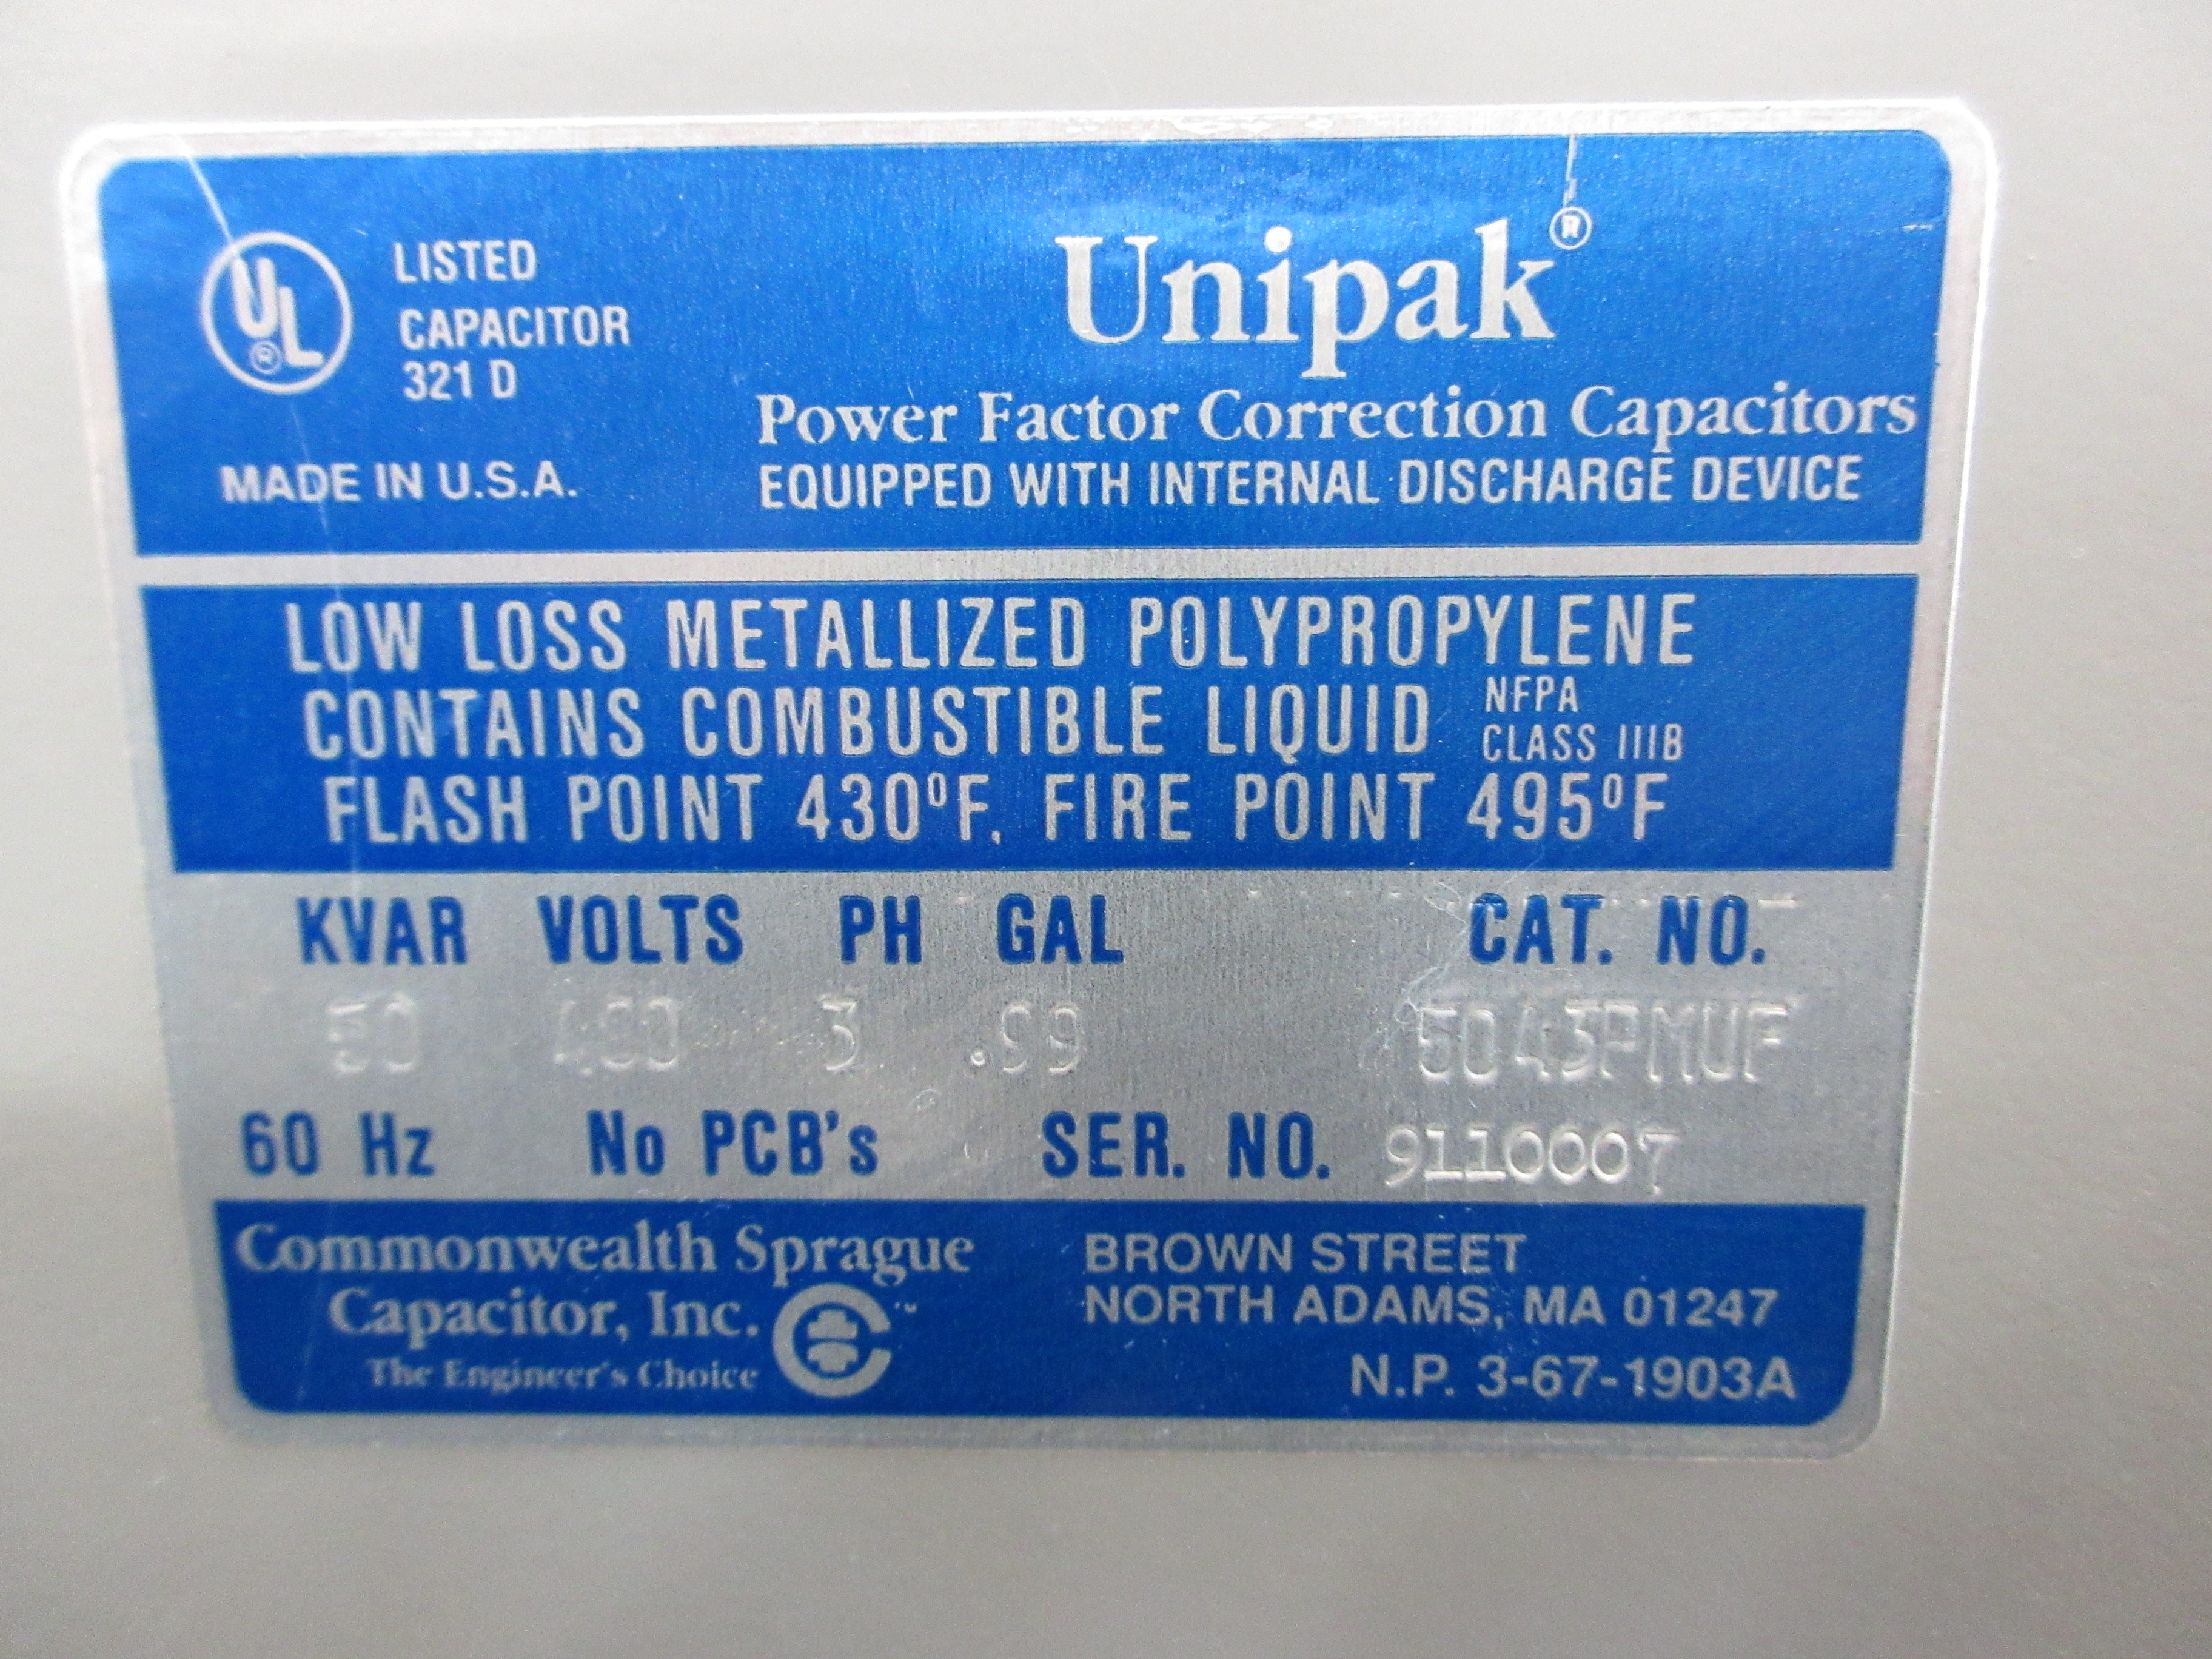 UL®
LISTED
CAPACITOR
321 D
MADE IN U.S.A.
Unipak®
Power Factor Correction Capacitors
EQUIPPED WITH INTERNAL DISCHARGE DEVICE
LOW LOSS METALLIZED POLYPROPYLENE
CONTAINS COMBUSTIBLE LIQUID NFPA CLASS IIIB
FLASH POINT 430°F. FIRE POINT 495°F
KVAR VOLTS PH GAL CAT. NO.
50 480 3 .99 5043PMUF
60 Hz No PCB's SER. NO. 9110007
Commonwealth Sprague
Capacitor, Inc.
The Engineer's Choice
BROWN STREET
NORTH ADAMS, MA 01247
N.P. 3-67-1903A